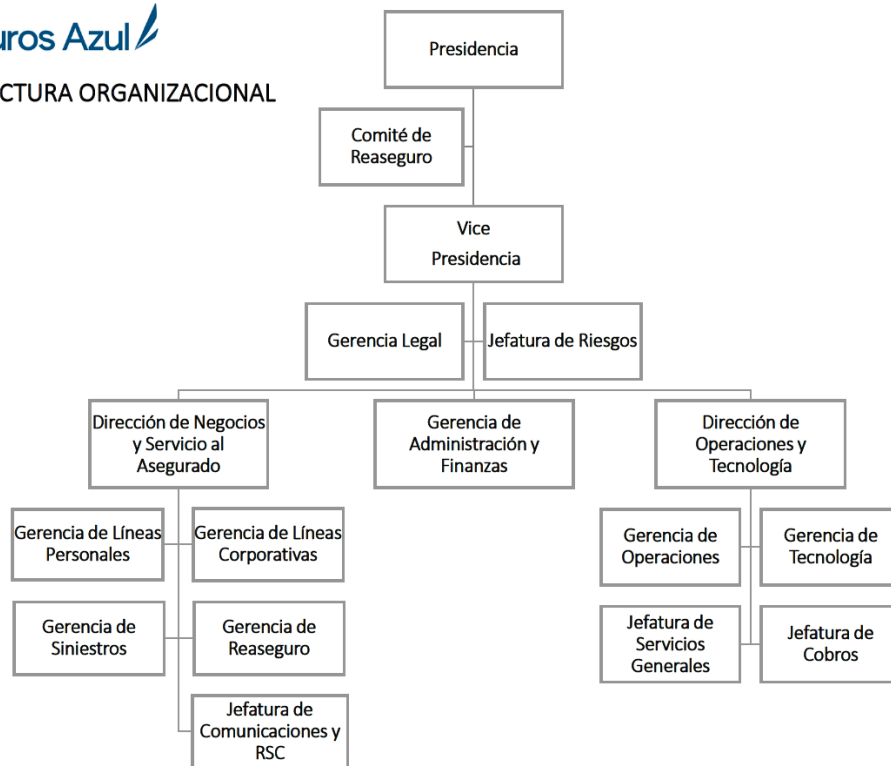 uros Azul
CTURA ORGANIZACIONAL
Presidencia
Comité de
Reaseguro
Vice
Presidencia
Gerencia Legal
Jefatura de Riesgos
Dirección de Negocios
y Servicio al
Asegurado
Gerencia de
Administración y
Finanzas
Dirección de
Operaciones y
Tecnología
Gerencia de Líneas
Personales
Gerencia de Líneas
Corporativas
Gerencia de
Operaciones
Gerencia de
Tecnología
Gerencia de
Siniestros
Gerencia de
Reaseguro
Jefatura de
Servicios
Generales
Jefatura de
Cobros
Jefatura de
Comunicaciones y
RSC